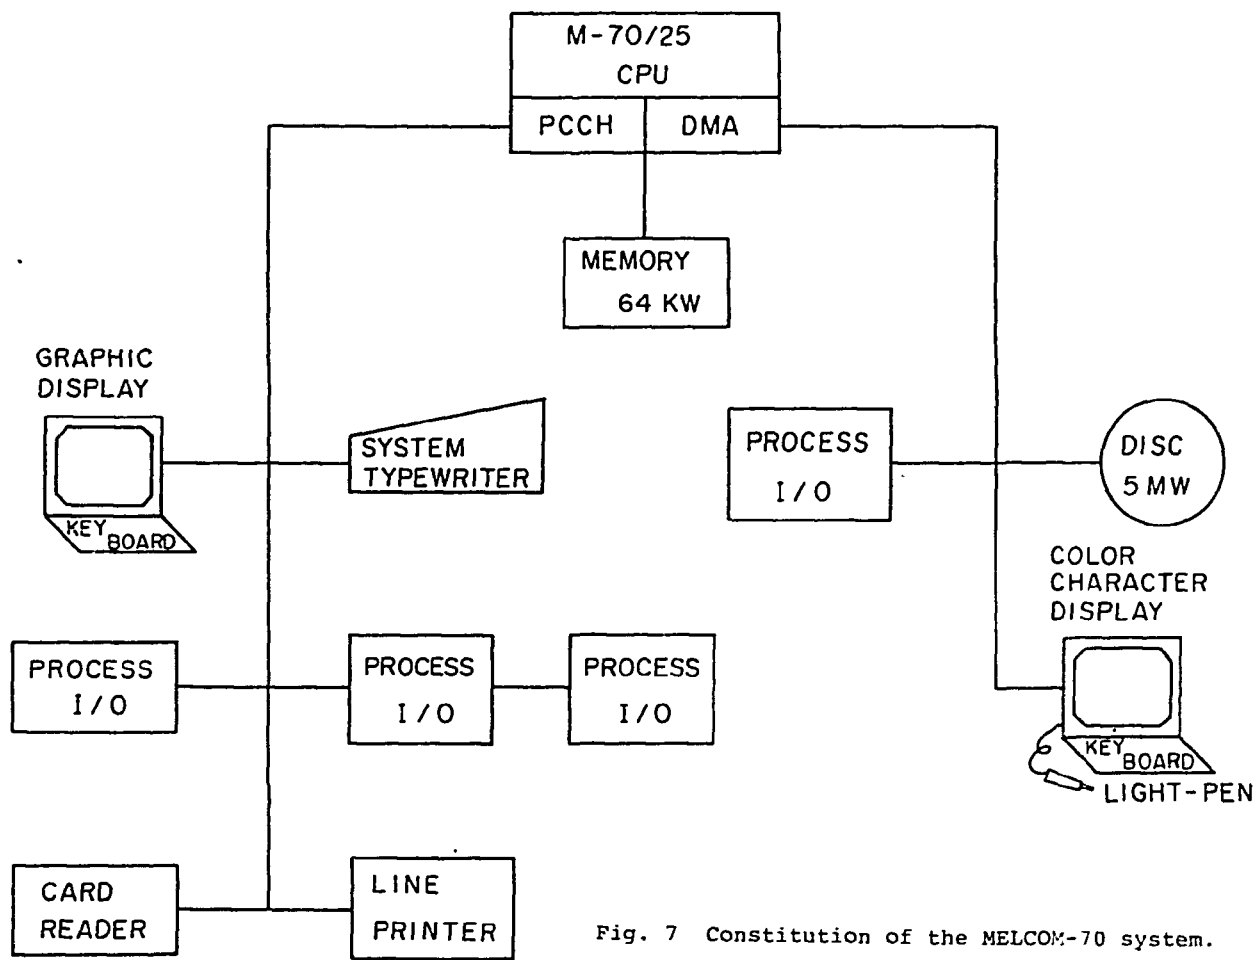 M-70/25
CPU
PCCH
DMA
MEMORY
64 KW
GRAPHIC
DISPLAY
KEY
BOARD
SYSTEM
TYPEWRITER
PROCESS
I/O
DISC
5 MW
COLOR
CHARACTER
DISPLAY
KEY
BOARD
LIGHT-PEN
PROCESS
I/O
PROCESS
I/O
PROCESS
I/O
CARD
READER
LINE
PRINTER
Fig. 7 Constitution of the MELCOM-70 system.